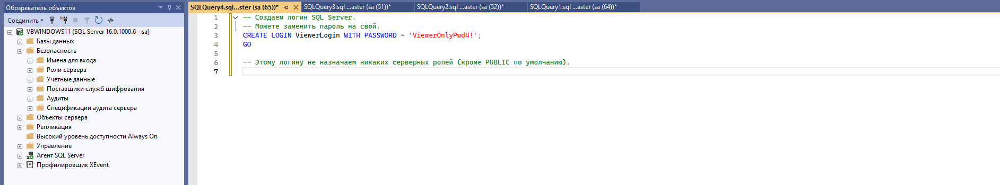 Обозреватель объектов
Соединить
VBWINDOWS11 (SQL Server 16.0.1000.6 - sa)
Базы данных
Безопасность
Имена для входа
Роли сервера
Учетные данные
Поставщики служб шифрования
Аудиты
Спецификации аудита сервера
Объекты сервера
Репликация
Высокий уровень доступности Always On
Управление
Агент SQL Server
Профилировщик XEvent
SQLQuery4.sql...ster (sa (65))*
SQLQuery3.sql ...aster (sa (51))*
SQLQuery2.sql ...aster (sa (52))*
SQLQuery1.sql ...aster (sa (64))*
1 -- Создаем логин SQL Server.
2 -- Можете заменить пароль на свой.
3 CREATE LOGIN ViewerLogin WITH PASSWORD = 'ViewerOnlyPwd4!';
4 GO
5
6 -- Этому логину не назначаем никаких серверных ролей (кроме PUBLIC по умолчанию).
7